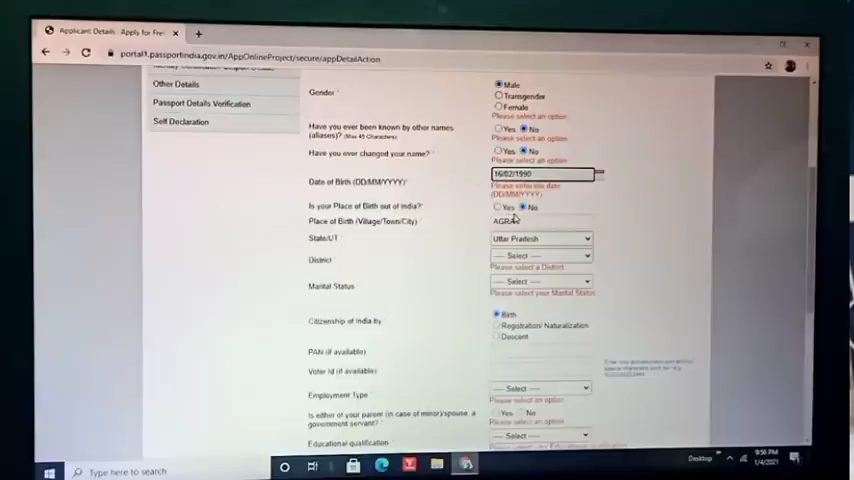 Applicant Details : Apply for Fres
portal1.passportindia.gov.in/AppOnlineProject/secure/appDetailAction
Other Details
Passport Details Verification
Self Declaration
Gender *
Male
Transgender
Female
Please select an option
Have you ever been known by other names (aliases)? (Max 45 Characters)
Yes No
Please select an option
Have you ever changed your name? *
Yes No
Please select an option
Date of Birth (DD/MM/YYYY) *
16/02/1990
Please enter the date
(DD/MM/YYYY)
Is your Place of Birth out of India? *
Yes No
Place of Birth (Village/Town/City) *
AGRA
State/UT *
Uttar Pradesh
District
---- Select ----
Please select a District
Marital Status *
---- Select ----
Please select your Marital Status
Citizenship of India by *
Birth
Registration/ Naturalization
Descent
PAN (if available)
Voter Id (if available)
Employment Type *
---- Select ----
Please select an option
Is either of your parent (in case of minor)/spouse, a government servant? *
Yes No
Please select an option
Educational qualification *
---- Select ----
Type here to search
Desktop
9:56 PM
1/4/2021